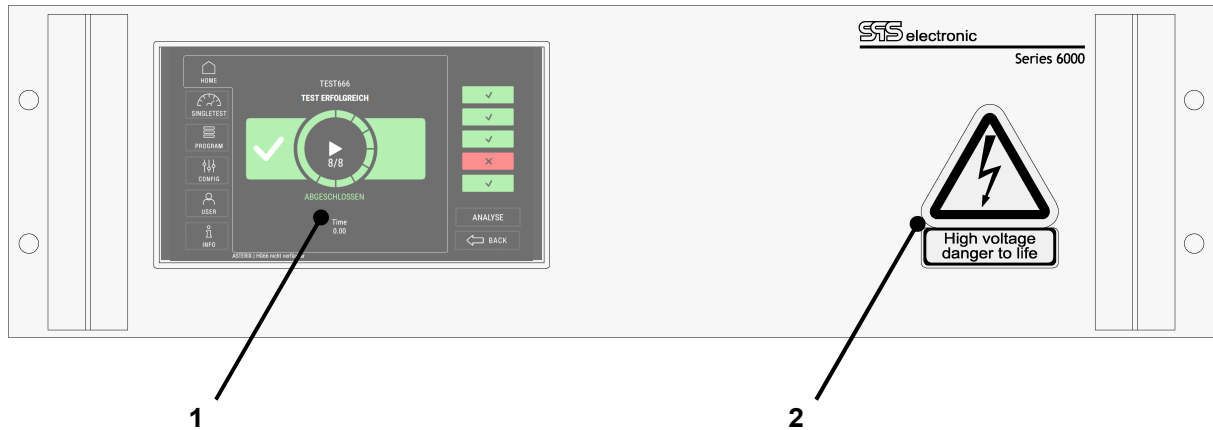 SPS electronic
Series 6000
HOME
SINGLETEST
PROGRAM
CONFIG
USER
INFO
TEST666
TEST ERFOLGREICH
8/8
ABGESCHLOSSEN
Time
0.00
ANALYSE
BACK
High voltage
danger to life
1
2